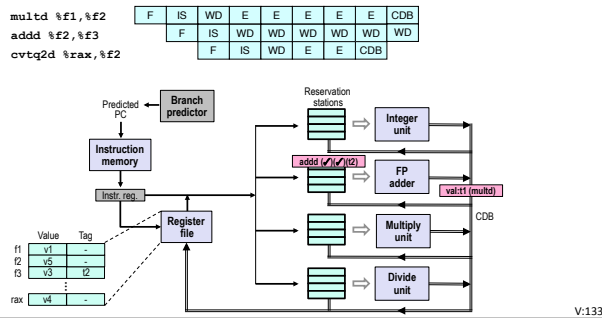 multd %f1,%f2 F IS WD E E E E E CDB
addd %f2,%f3 F IS WD WD WD WD WD WD
cvtq2d %rax,%f2 F IS WD E E CDB
Reservation
stations
Predicted
PC
Branch
predictor
Integer
unit
Instruction
memory
addd (✓)(✓)(t2)
FP
adder
val:t1 (multd)
Instr. reg.
CDB
Register
file
Multiply
unit
Value Tag
f1 v1 -
f2 v5 -
f3 v3 t2
⋮
rax v4 -
Divide
unit
V:133